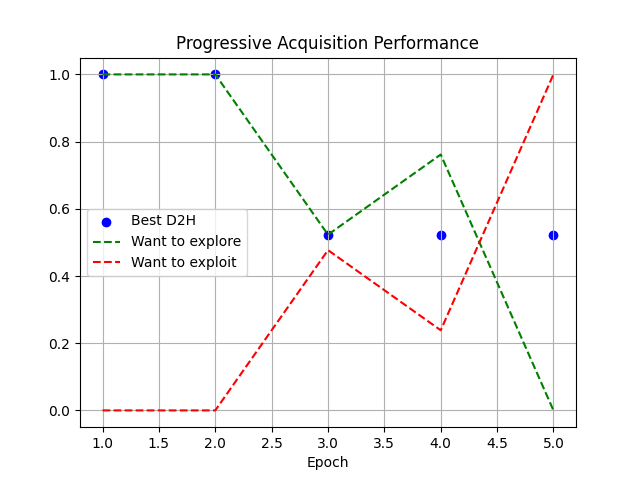 Progressive Acquisition Performance
1.0
0.8
0.6
0.4
0.2
0.0
Best D2H
Want to explore
Want to exploit
1.0 1.5 2.0 2.5 3.0 3.5 4.0 4.5 5.0
Epoch